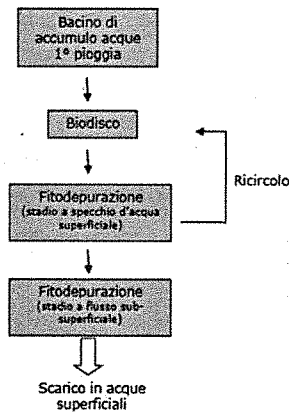 Bacino di
accumulo acque
1° pioggia
Biodisco
Ricircolo
Fitodepurazione
(stadio a specchio d'acqua
superficiale)
Fitodepurazione
(stadio a flusso sub-
superficiale)
Scarico in acque
superficiali